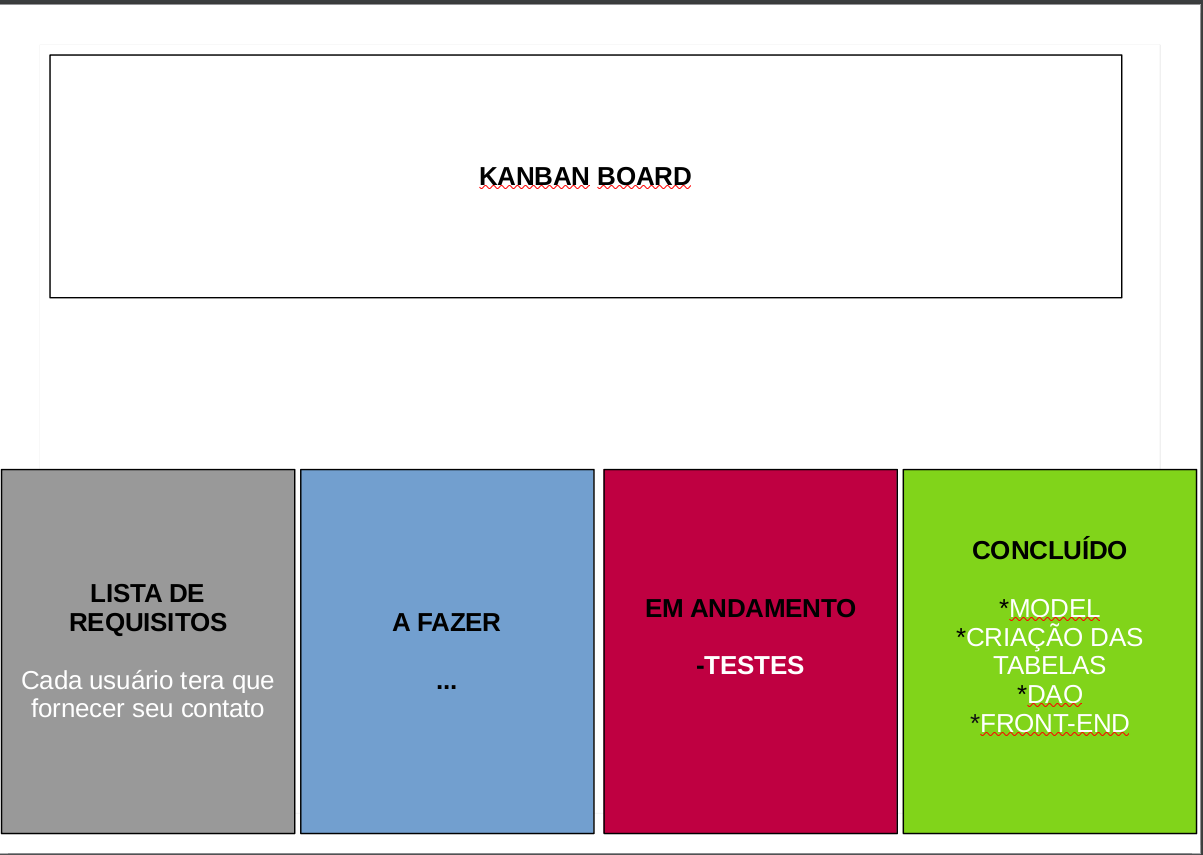 KANBAN BOARD
LISTA DE
REQUISITOS
Cada usuário tera que
fornecer seu contato
A FAZER
...
EM ANDAMENTO
-TESTES
CONCLUÍDO
*MODEL
*CRIAÇÃO DAS
TABELAS
*DAO
*FRONT-END